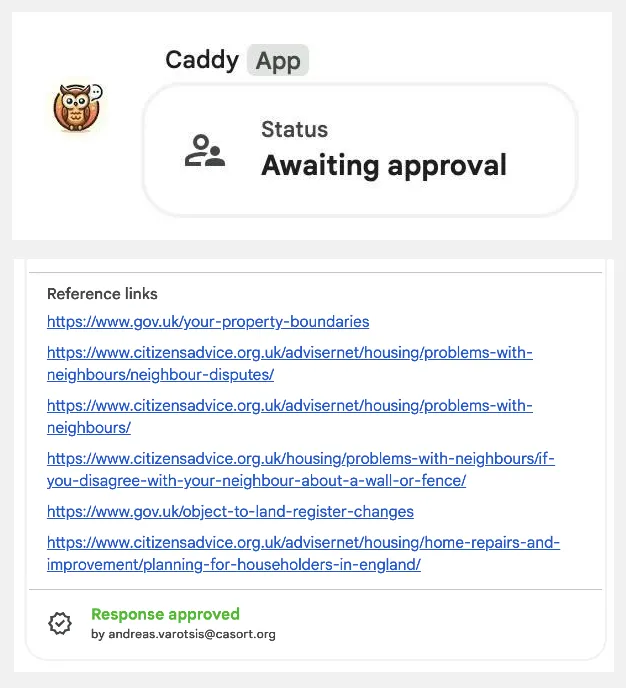 Caddy App
Status
Awaiting approval
Reference links
https://www.gov.uk/your-property-boundaries
https://www.citizensadvice.org.uk/advisernet/housing/problems-with-
neighbours/neighbour-disputes/
https://www.citizensadvice.org.uk/advisernet/housing/problems-with-
neighbours/
https://www.citizensadvice.org.uk/housing/problems-with-neighbours/if-
you-disagree-with-your-neighbour-about-a-wall-or-fence/
https://www.gov.uk/object-to-land-register-changes
https://www.citizensadvice.org.uk/advisernet/housing/home-repairs-and-
improvement/planning-for-householders-in-england/
Response approved
by andreas.varotsis@casort.org